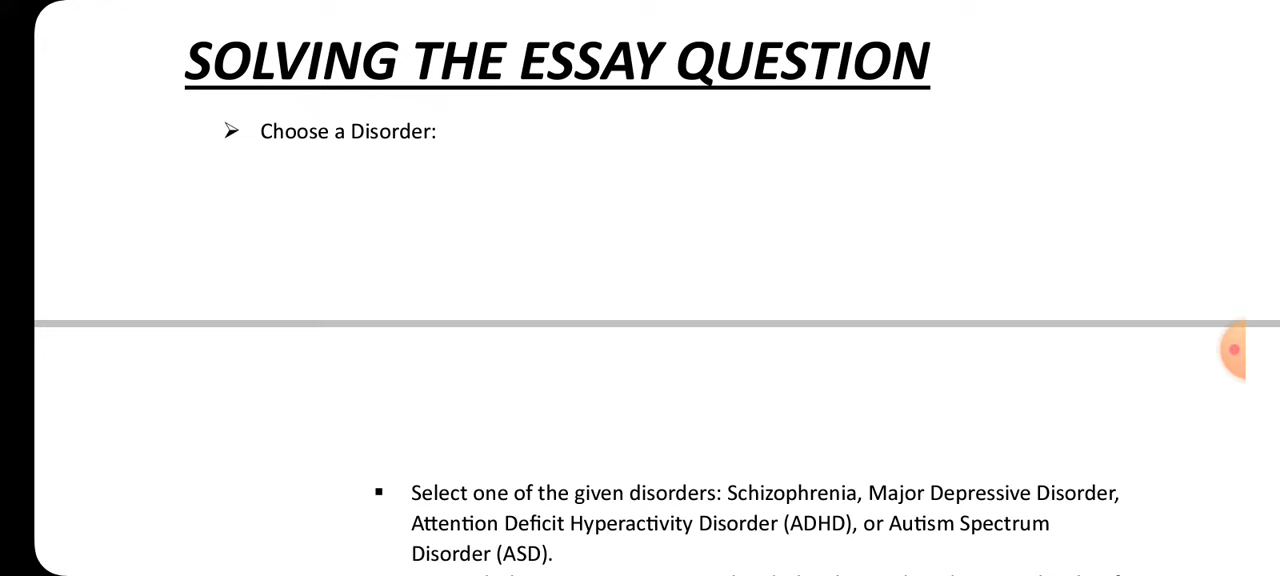 SOLVING THE ESSAY QUESTION
➢ Choose a Disorder:
▪ Select one of the given disorders: Schizophrenia, Major Depressive Disorder,
Attention Deficit Hyperactivity Disorder (ADHD), or Autism Spectrum
Disorder (ASD).